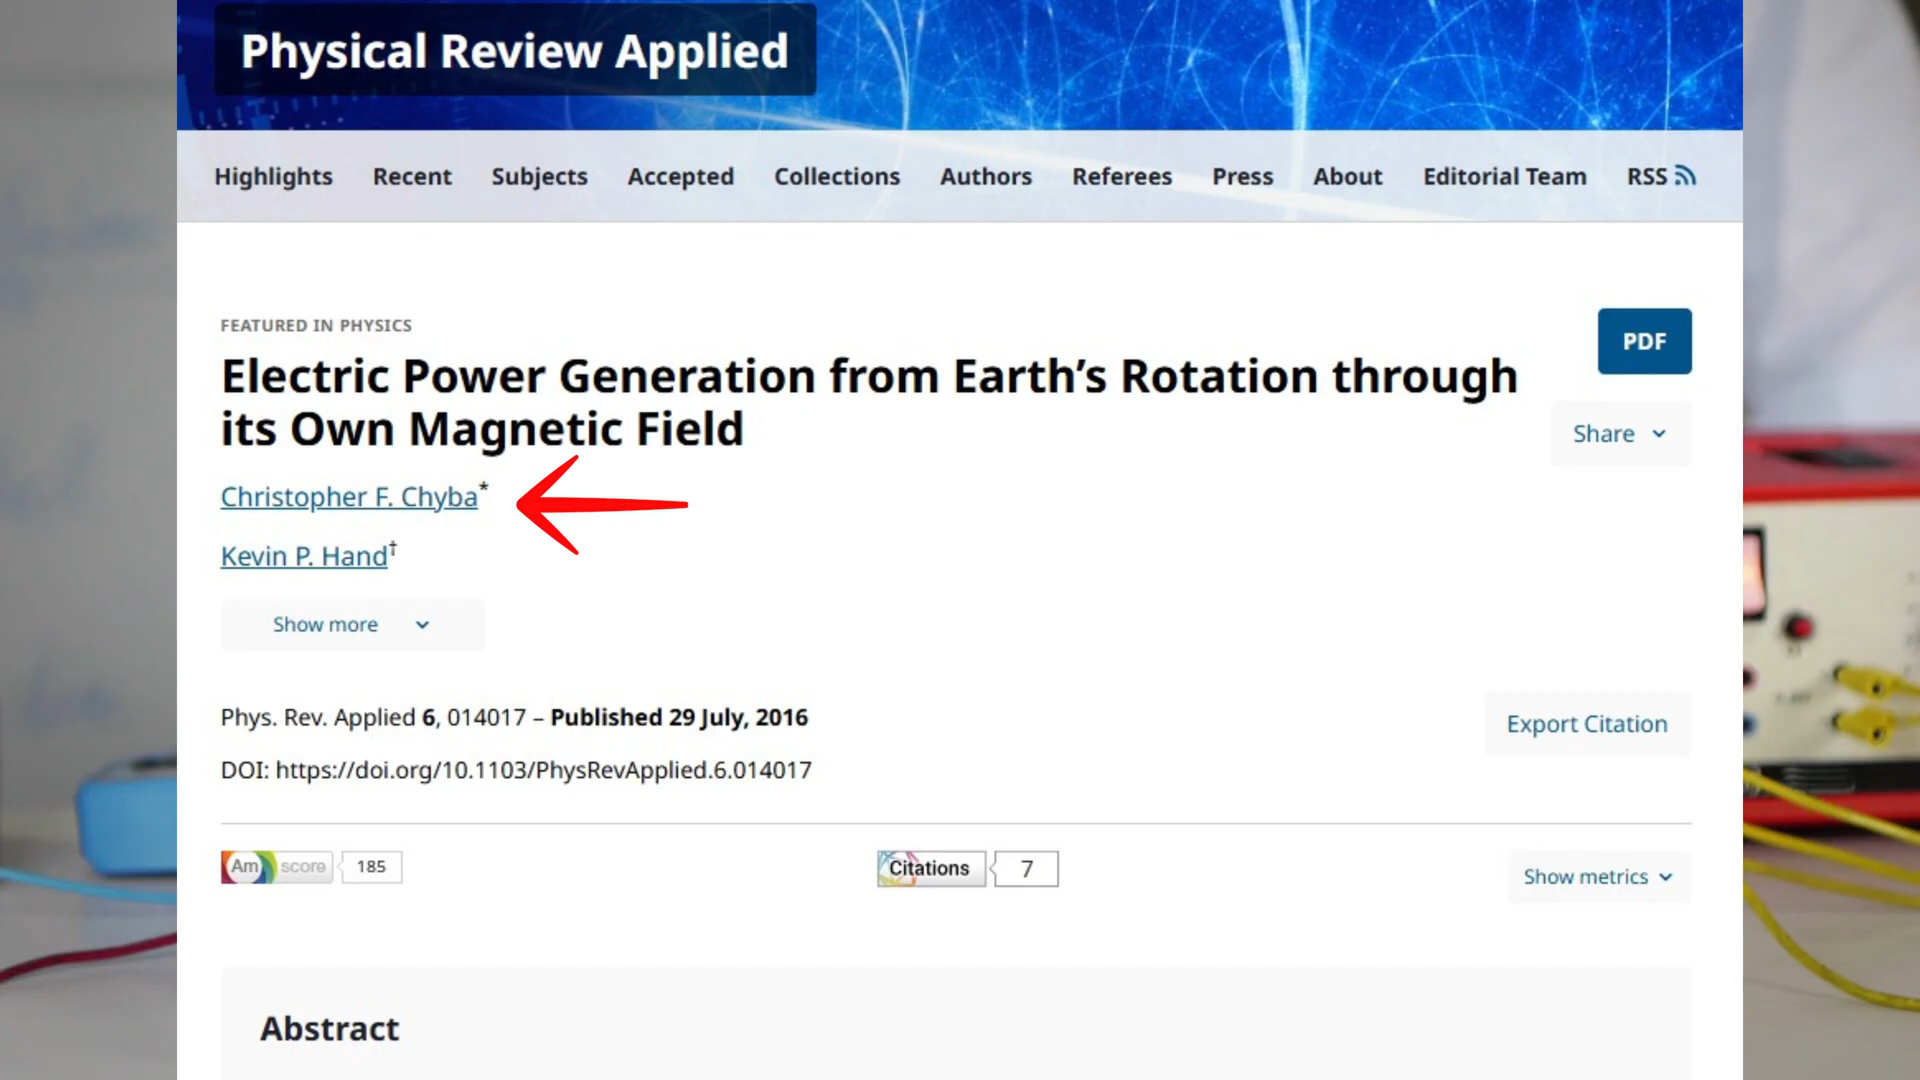 Physical Review Applied
Highlights Recent Subjects Accepted Collections Authors Referees Press About Editorial Team RSS
FEATURED IN PHYSICS
Electric Power Generation from Earth’s Rotation through
its Own Magnetic Field
PDF
Share
Christopher F. Chyba*
Kevin P. Hand†
Show more
Phys. Rev. Applied 6, 014017 – Published 29 July, 2016
Export Citation
DOI: https://doi.org/10.1103/PhysRevApplied.6.014017
Am score 185
Citations 7
Show metrics
Abstract